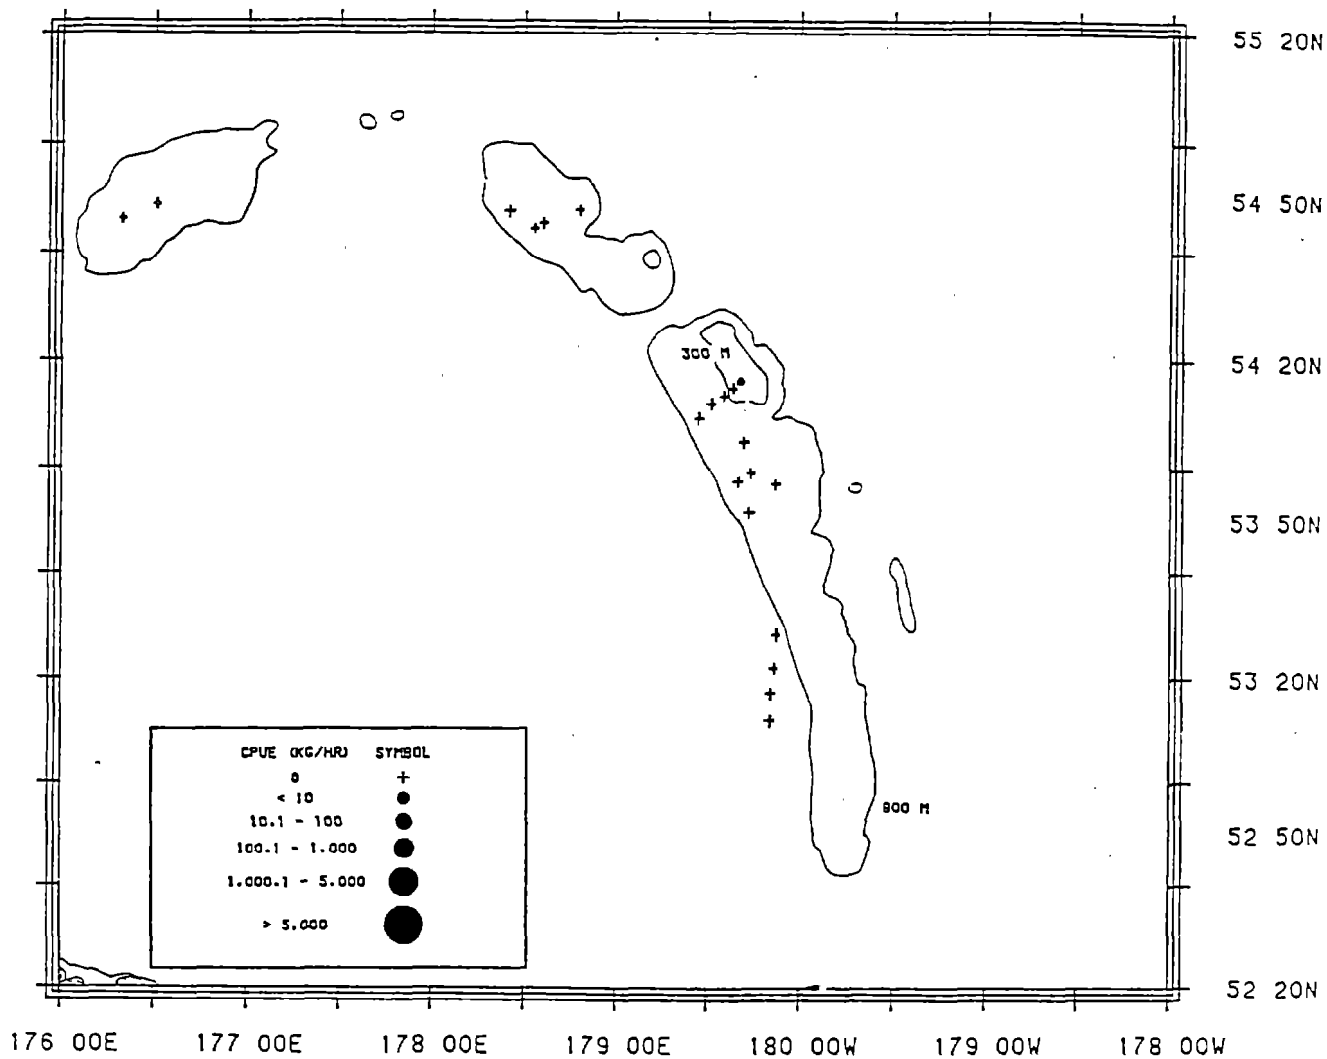 55 20N
54 50N
300 M
54 20N
53 50N
53 20N
CPUE (KG/HR) SYMBOL
0 +
< 10
10.1 - 100
800 M
52 50N
100.1 - 1.000
1.000.1 - 5.000
> 5.000
52 20N
176 00E 177 00E 178 00E 179 00E 180 00W 179 00W 178 00W